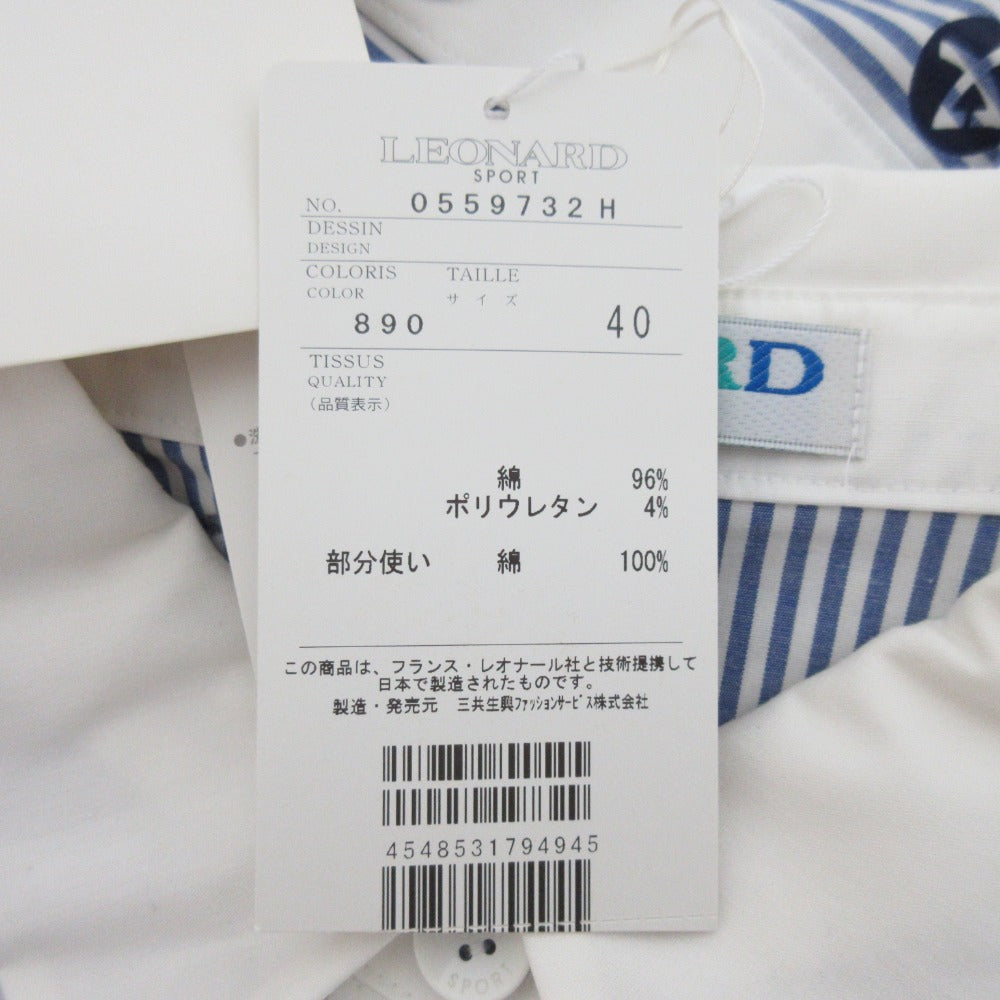 LEONARD
SPORT
NO. 0559732 H
DESSIN
DESIGN
COLORIS TAILLE
COLOR サイズ
890 40
TISSUS
QUALITY
(品質表示)
綿 96%
ポリウレタン 4%
部分使い 綿 100%
この商品は、フランス・レオナール社と技術提携して
日本で製造されたものです。
製造・発売元 三共生興ファッションサービス株式会社
4548531794945
RD
SPORT